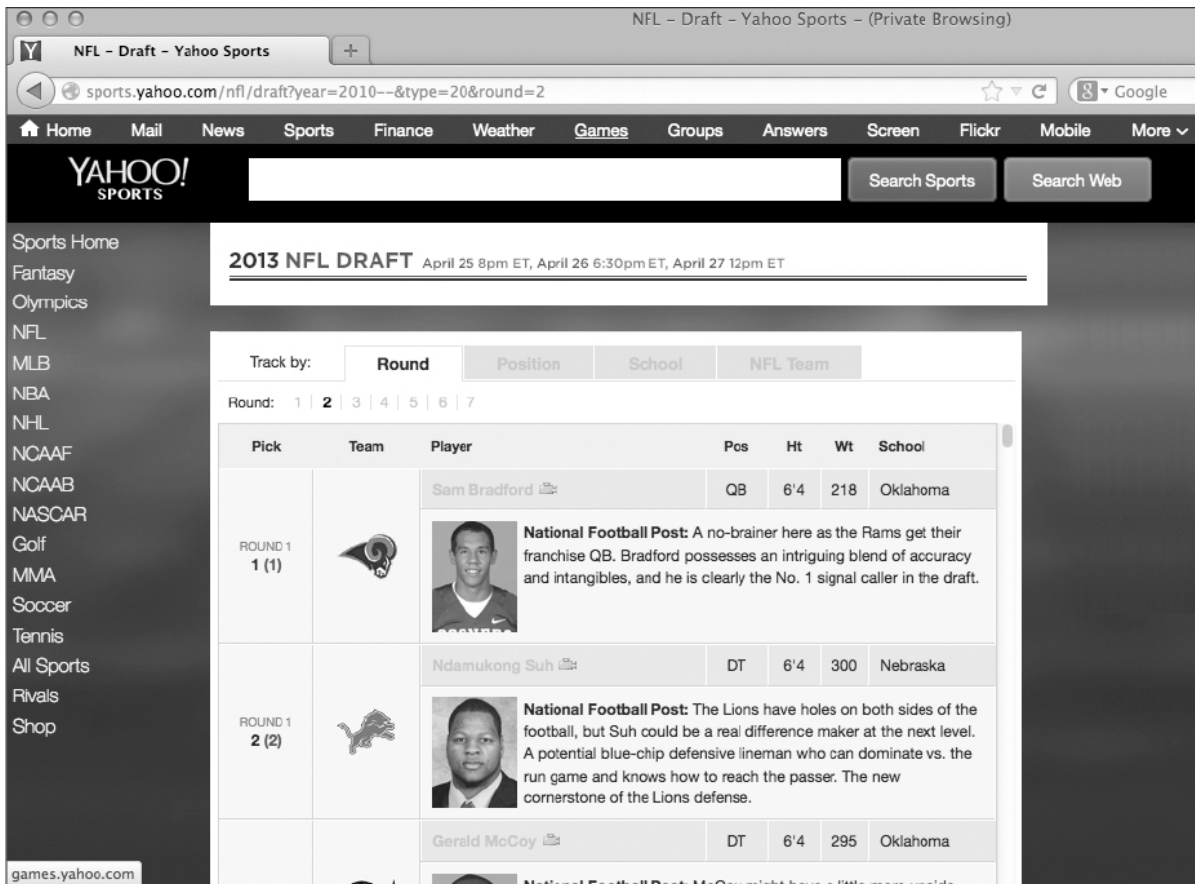 NFL – Draft – Yahoo Sports – (Private Browsing)
NFL – Draft – Yahoo Sports
+
sports.yahoo.com/nfl/draft?year=2010--&type=20&round=2
8 Google
Home Mail News Sports Finance Weather Games Groups Answers Screen Flickr Mobile More
YAHOO!
SPORTS
Search Sports Search Web
Sports Home
Fantasy
Olympics
NFL
MLB
NBA
NHL
NCAAF
NCAAB
NASCAR
Golf
MMA
Soccer
Tennis
All Sports
Rivals
Shop
2013 NFL DRAFT April 25 8pm ET, April 26 6:30pm ET, April 27 12pm ET
Track by: Round Position School NFL Team
Round: 1 | 2 | 3 | 4 | 5 | 6 | 7
Pick Team Player Pos Ht Wt School
Sam Bradford QB 6'4 218 Oklahoma
ROUND 1
1 (1)
National Football Post: A no-brainer here as the Rams get their
franchise QB. Bradford possesses an intriguing blend of accuracy
and intangibles, and he is clearly the No. 1 signal caller in the draft.
Ndamukong Suh DT 6'4 300 Nebraska
ROUND 1
2 (2)
National Football Post: The Lions have holes on both sides of the
football, but Suh could be a real difference maker at the next level.
A potential blue-chip defensive lineman who can dominate vs. the
run game and knows how to reach the passer. The new
cornerstone of the Lions defense.
Gerald McCoy DT 6'4 295 Oklahoma
National Football Post: McCoy might have a little more upside
games.yahoo.com